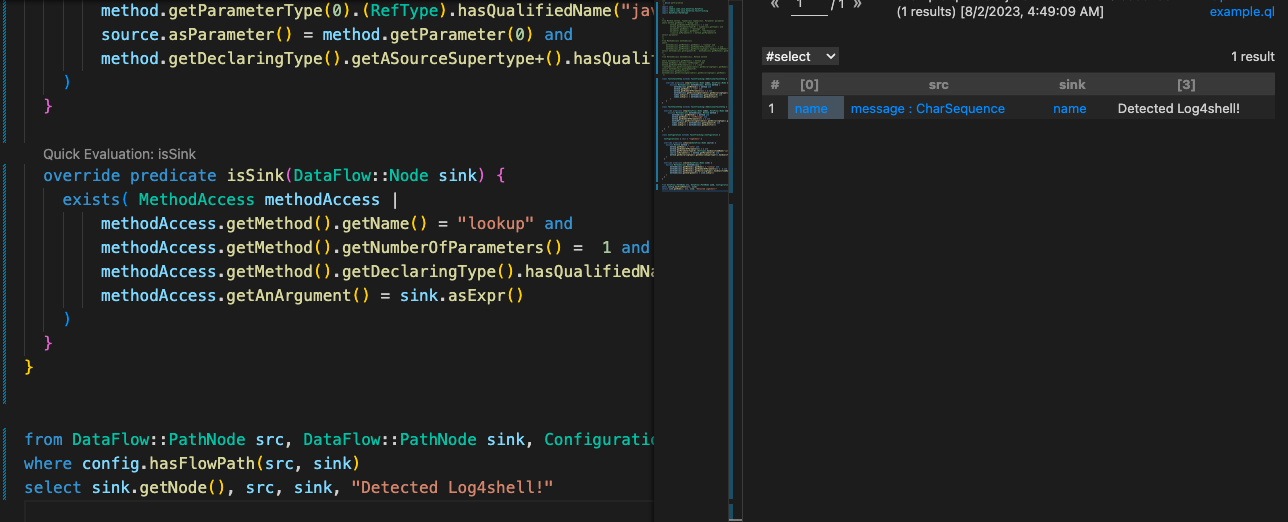 method.getParameterType(0).(RefType).hasQualifiedName("jav
source.asParameter() = method.getParameter(0) and
method.getDeclaringType().getASourceSupertype+().hasQualif
)
}
Quick Evaluation: isSink
override predicate isSink(DataFlow::Node sink) {
exists( MethodAccess methodAccess |
methodAccess.getMethod().getName() = "lookup" and
methodAccess.getMethod().getNumberOfParameters() =  1 and
methodAccess.getMethod().getDeclaringType().hasQualifiedNa
methodAccess.getAnArgument() = sink.asExpr()
)
}
}
from DataFlow::PathNode src, DataFlow::PathNode sink, Configuratio
where config.hasFlowPath(src, sink)
select sink.getNode(), src, sink, "Detected Log4shell!"
« 1 / 1 »
(1 results) [8/2/2023, 4:49:09 AM] example.ql
#select 1 result
# [0] src sink [3]
1 name message : CharSequence name Detected Log4shell!